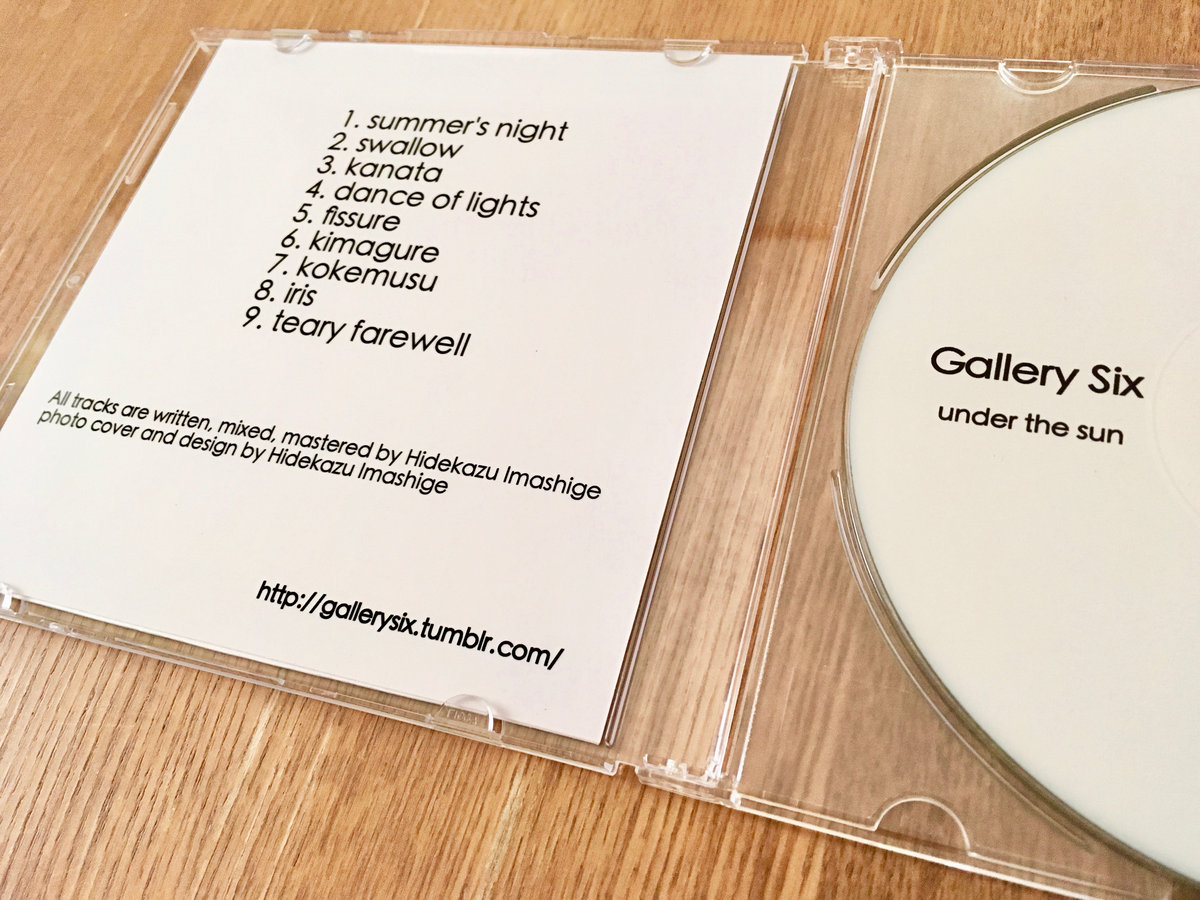 1. summer's night
2. swallow
3. kanata
4. dance of lights
5. fissure
6. kimagure
7. kokemusu
8. iris
9. teary farewell
All tracks are written, mixed, mastered by Hidekazu Imashige
photo cover and design by Hidekazu Imashige
http://gallerysix.tumblr.com/
Gallery Six
under the sun